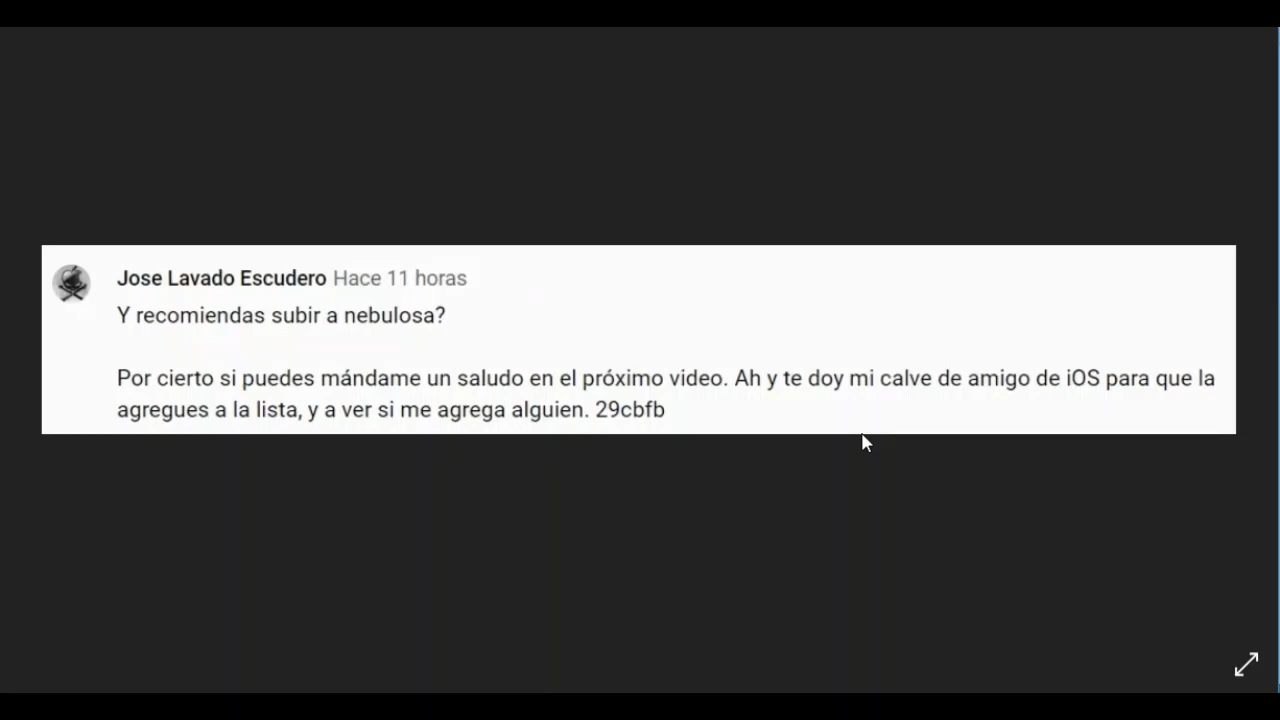 Jose Lavado Escudero Hace 11 horas
Y recomiendas subir a nebulosa?
Por cierto si puedes mándame un saludo en el próximo video. Ah y te doy mi calve de amigo de iOS para que la
agregues a la lista, y a ver si me agrega alguien. 29cbfb